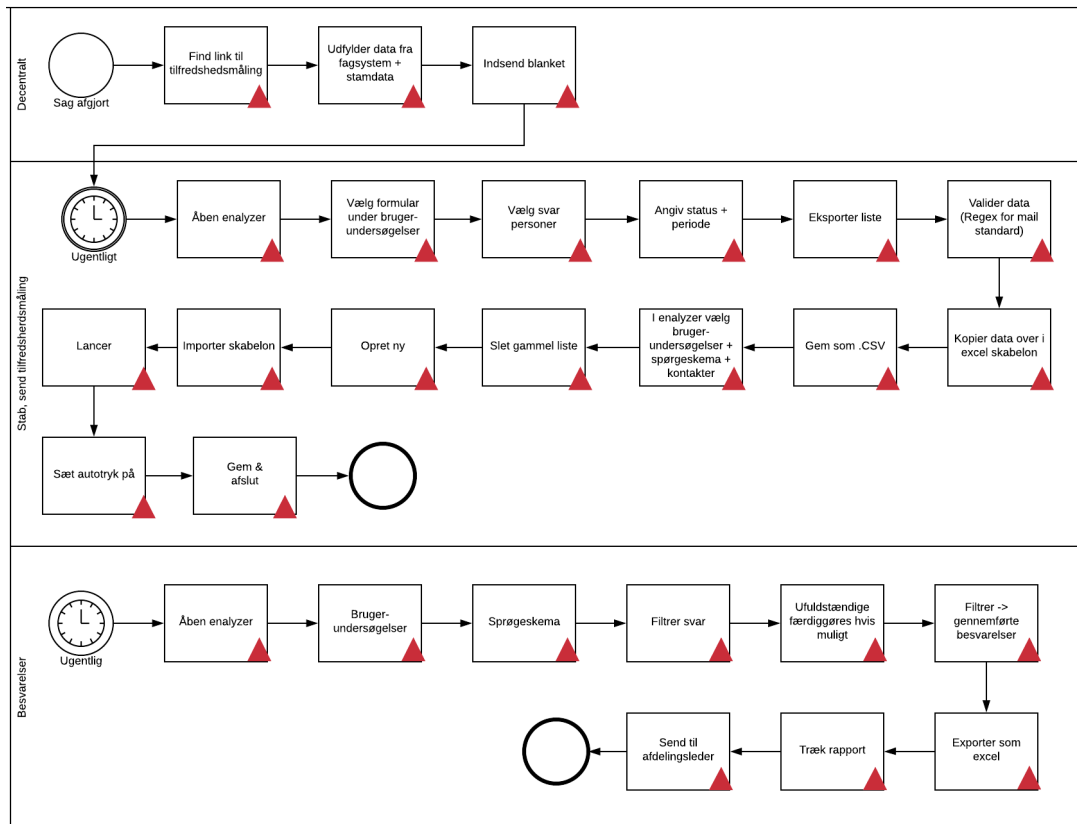 Decentralt
Sag afgjort
Find link til
tilfredshedsmåling
Udfylder data fra
fagsystem +
stamdata
Indsend blanket
Stab, send tilfredsherdsmåling
Ugentligt
Åben enalyzer
Vælg formular
under bruger-
undersøgelser
Vælg svar
personer
Angiv status +
periode
Eksporter liste
Valider data
(Regex for mail
standard)
Lancer
Importer skabelon
Opret ny
Slet gammel liste
I enalyzer vælg
bruger-
undersøgelser +
spørgeskema +
kontakter
Gem som .CSV
Kopier data over i
excel skabelon
Sæt autotryk på
Gem &
afslut
Besvarelser
Ugentlig
Åben enalyzer
Bruger-
undersøgelser
Sprøgeskema
Filtrer svar
Ufuldstændige
færdiggøres hvis
muligt
Filtrer ->
gennemførte
besvarelser
Send til
afdelingsleder
Træk rapport
Exporter som
excel